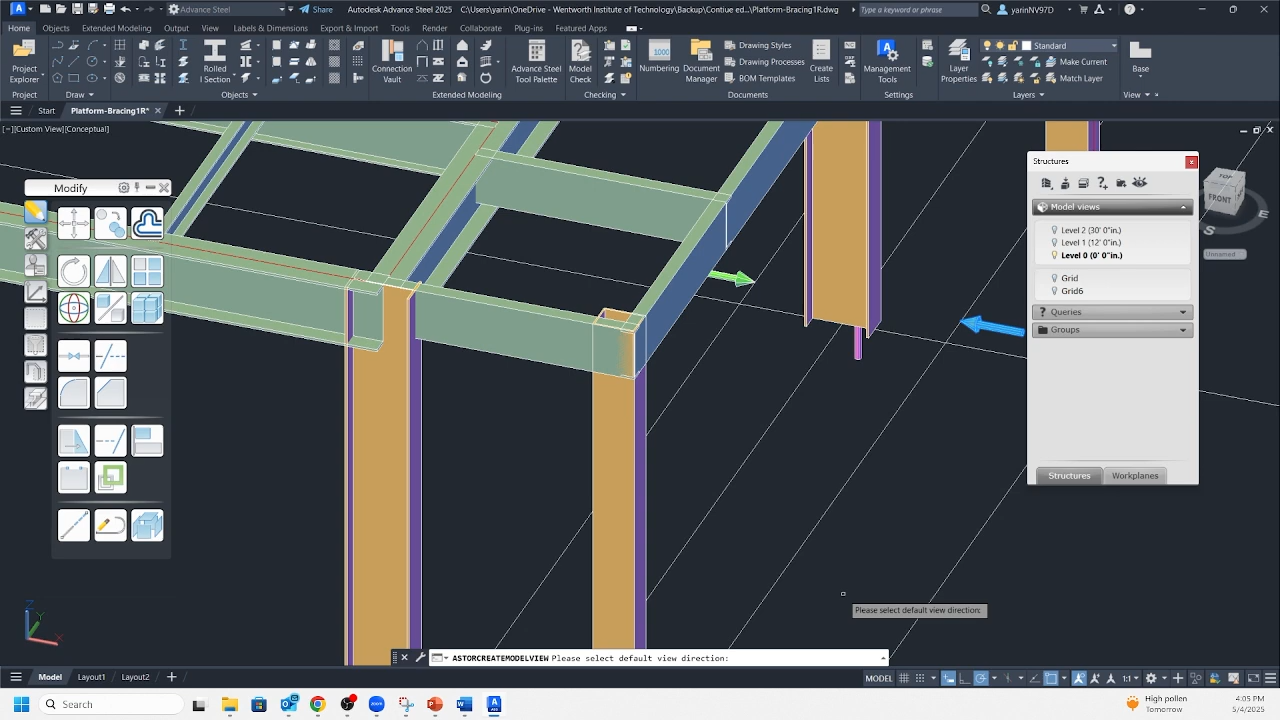 Advance Steel
Share
Autodesk Advance Steel 2025
C:\Users\yarin\OneDrive - Wentworth Institute of Technology\Backup\Contiue ed...\Platform-Bracing1R.dwg
Type a keyword or phrase
yarinNV97D
Home
Objects
Extended Modeling
Output
View
Labels & Dimensions
Export & Import
Tools
Render
Collaborate
Plug-ins
Featured Apps
Project
Explorer
Rolled
I Section
Connection
Vault
Advance Steel
Tool Palette
Model
Check
1000
Numbering
Document
Manager
Drawing Styles
Drawing Processes
BOM Templates
Create
Lists
Management
Tools
Layer
Properties
Standard
Make Current
Match Layer
Base
Project
Draw
Objects
Extended Modeling
Checking
Documents
Settings
Layers
View
Start
Platform-Bracing1R*
[−][Custom View][Conceptual]
Modify
Structures
Model views
Level 2 (30' 0"in.)
Level 1 (12' 0"in.)
Level 0 (0' 0"in.)
Grid
Grid6
Queries
Groups
Structures
Workplanes
TOP
FRONT
E
S
Unnamed
Please select default view direction:
Z
Y
X
ASTORCREATEMODELVIEW Please select default view direction:
Model
Layout1
Layout2
MODEL
1:1
Search
High pollen
Tomorrow
4:05 PM
5/4/2025